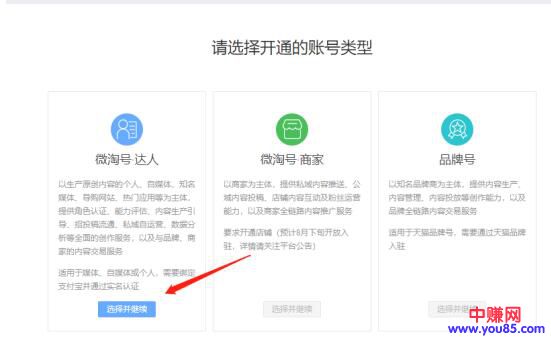 请选择开通的账号类型
微淘号·达人
以生产原创内容的个人、自媒体、知名
媒体、导购网站、热门应用等为主体,
提供角色认证、能力评估、内容生产引
导、招投稿流通、私域自运营、数据分
析等全面的创作服务,以及与品牌、商
家的内容交易服务
适用于媒体、自媒体或个人,需要绑定
支付宝并通过实名认证
选择并继续
微淘号·商家
以商家为主体,提供私域内容推送、公
域内容投稿、店铺内容互动及粉丝运营
能力,以及商家全链路内容推广服务
要求开通店铺(预计8月下旬开放入
驻,详情请关注平台公告)
选择并继续
品牌号
以知名品牌商为主体,提供内容生产、
内容管理、内容投放等创作能力,以及
品牌全链路内容交易服务
适用于天猫品牌号,需要通过天猫品牌
入驻
选择并继续
中赚网
www.you85.com